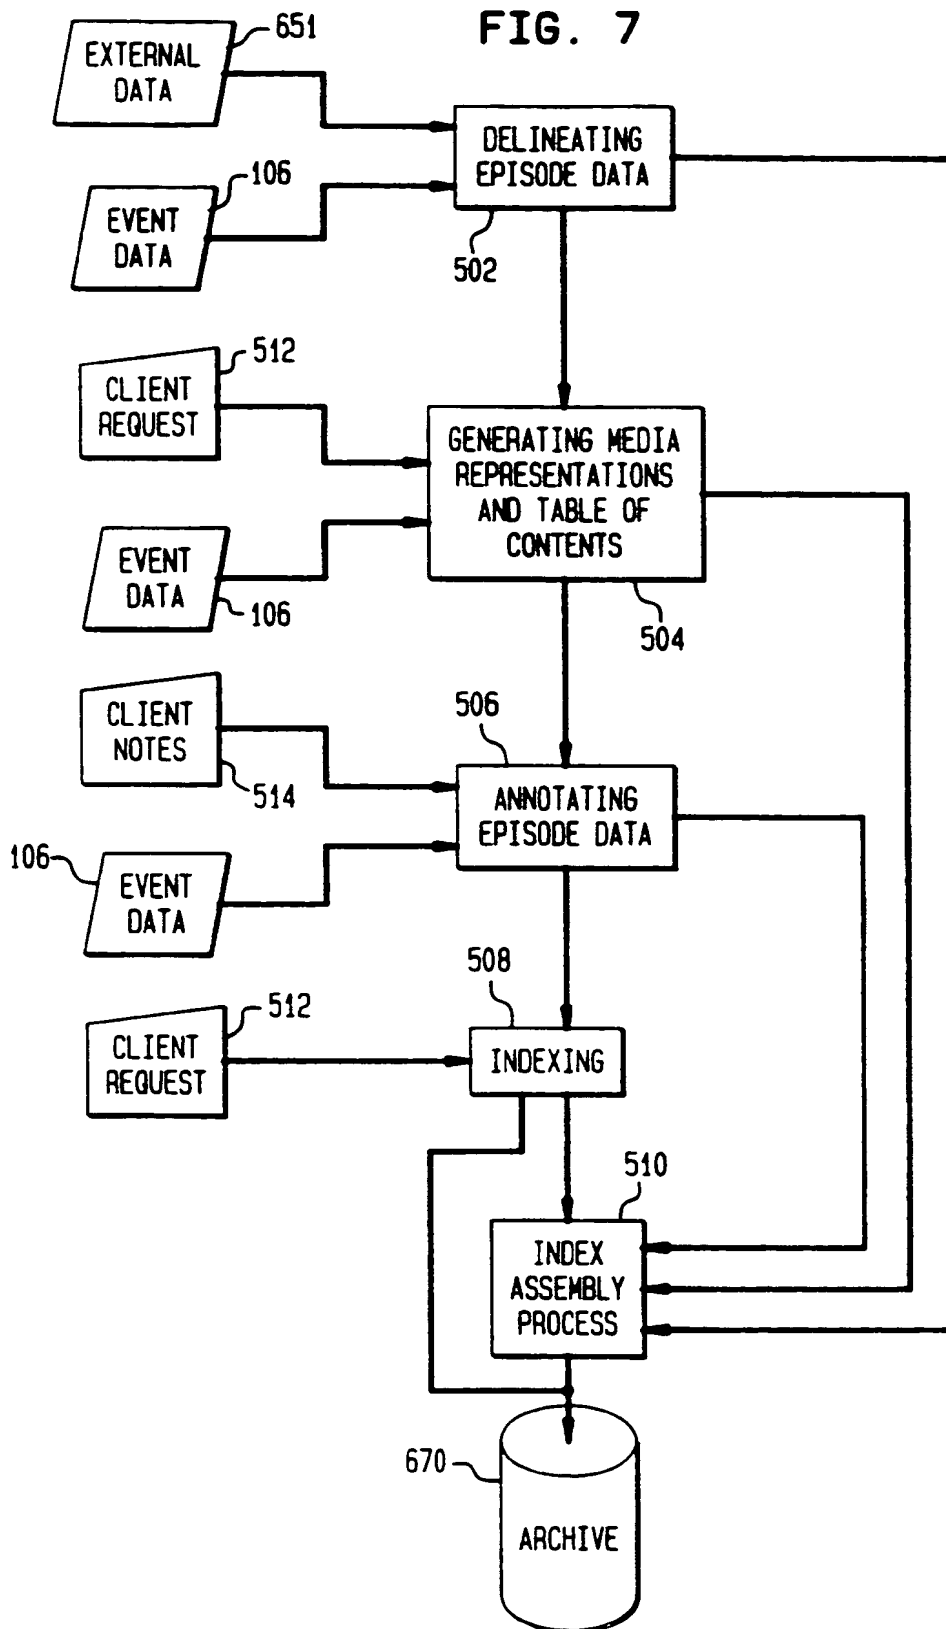 FIG. 7
651
EXTERNAL
DATA
DELINEATING
EPISODE DATA
106
EVENT
DATA
502
512
CLIENT
REQUEST
GENERATING MEDIA
REPRESENTATIONS
AND TABLE OF
CONTENTS
EVENT
DATA
106
504
CLIENT
NOTES
514
506
ANNOTATING
EPISODE DATA
106
EVENT
DATA
508
512
CLIENT
REQUEST
INDEXING
510
INDEX
ASSEMBLY
PROCESS
670
ARCHIVE